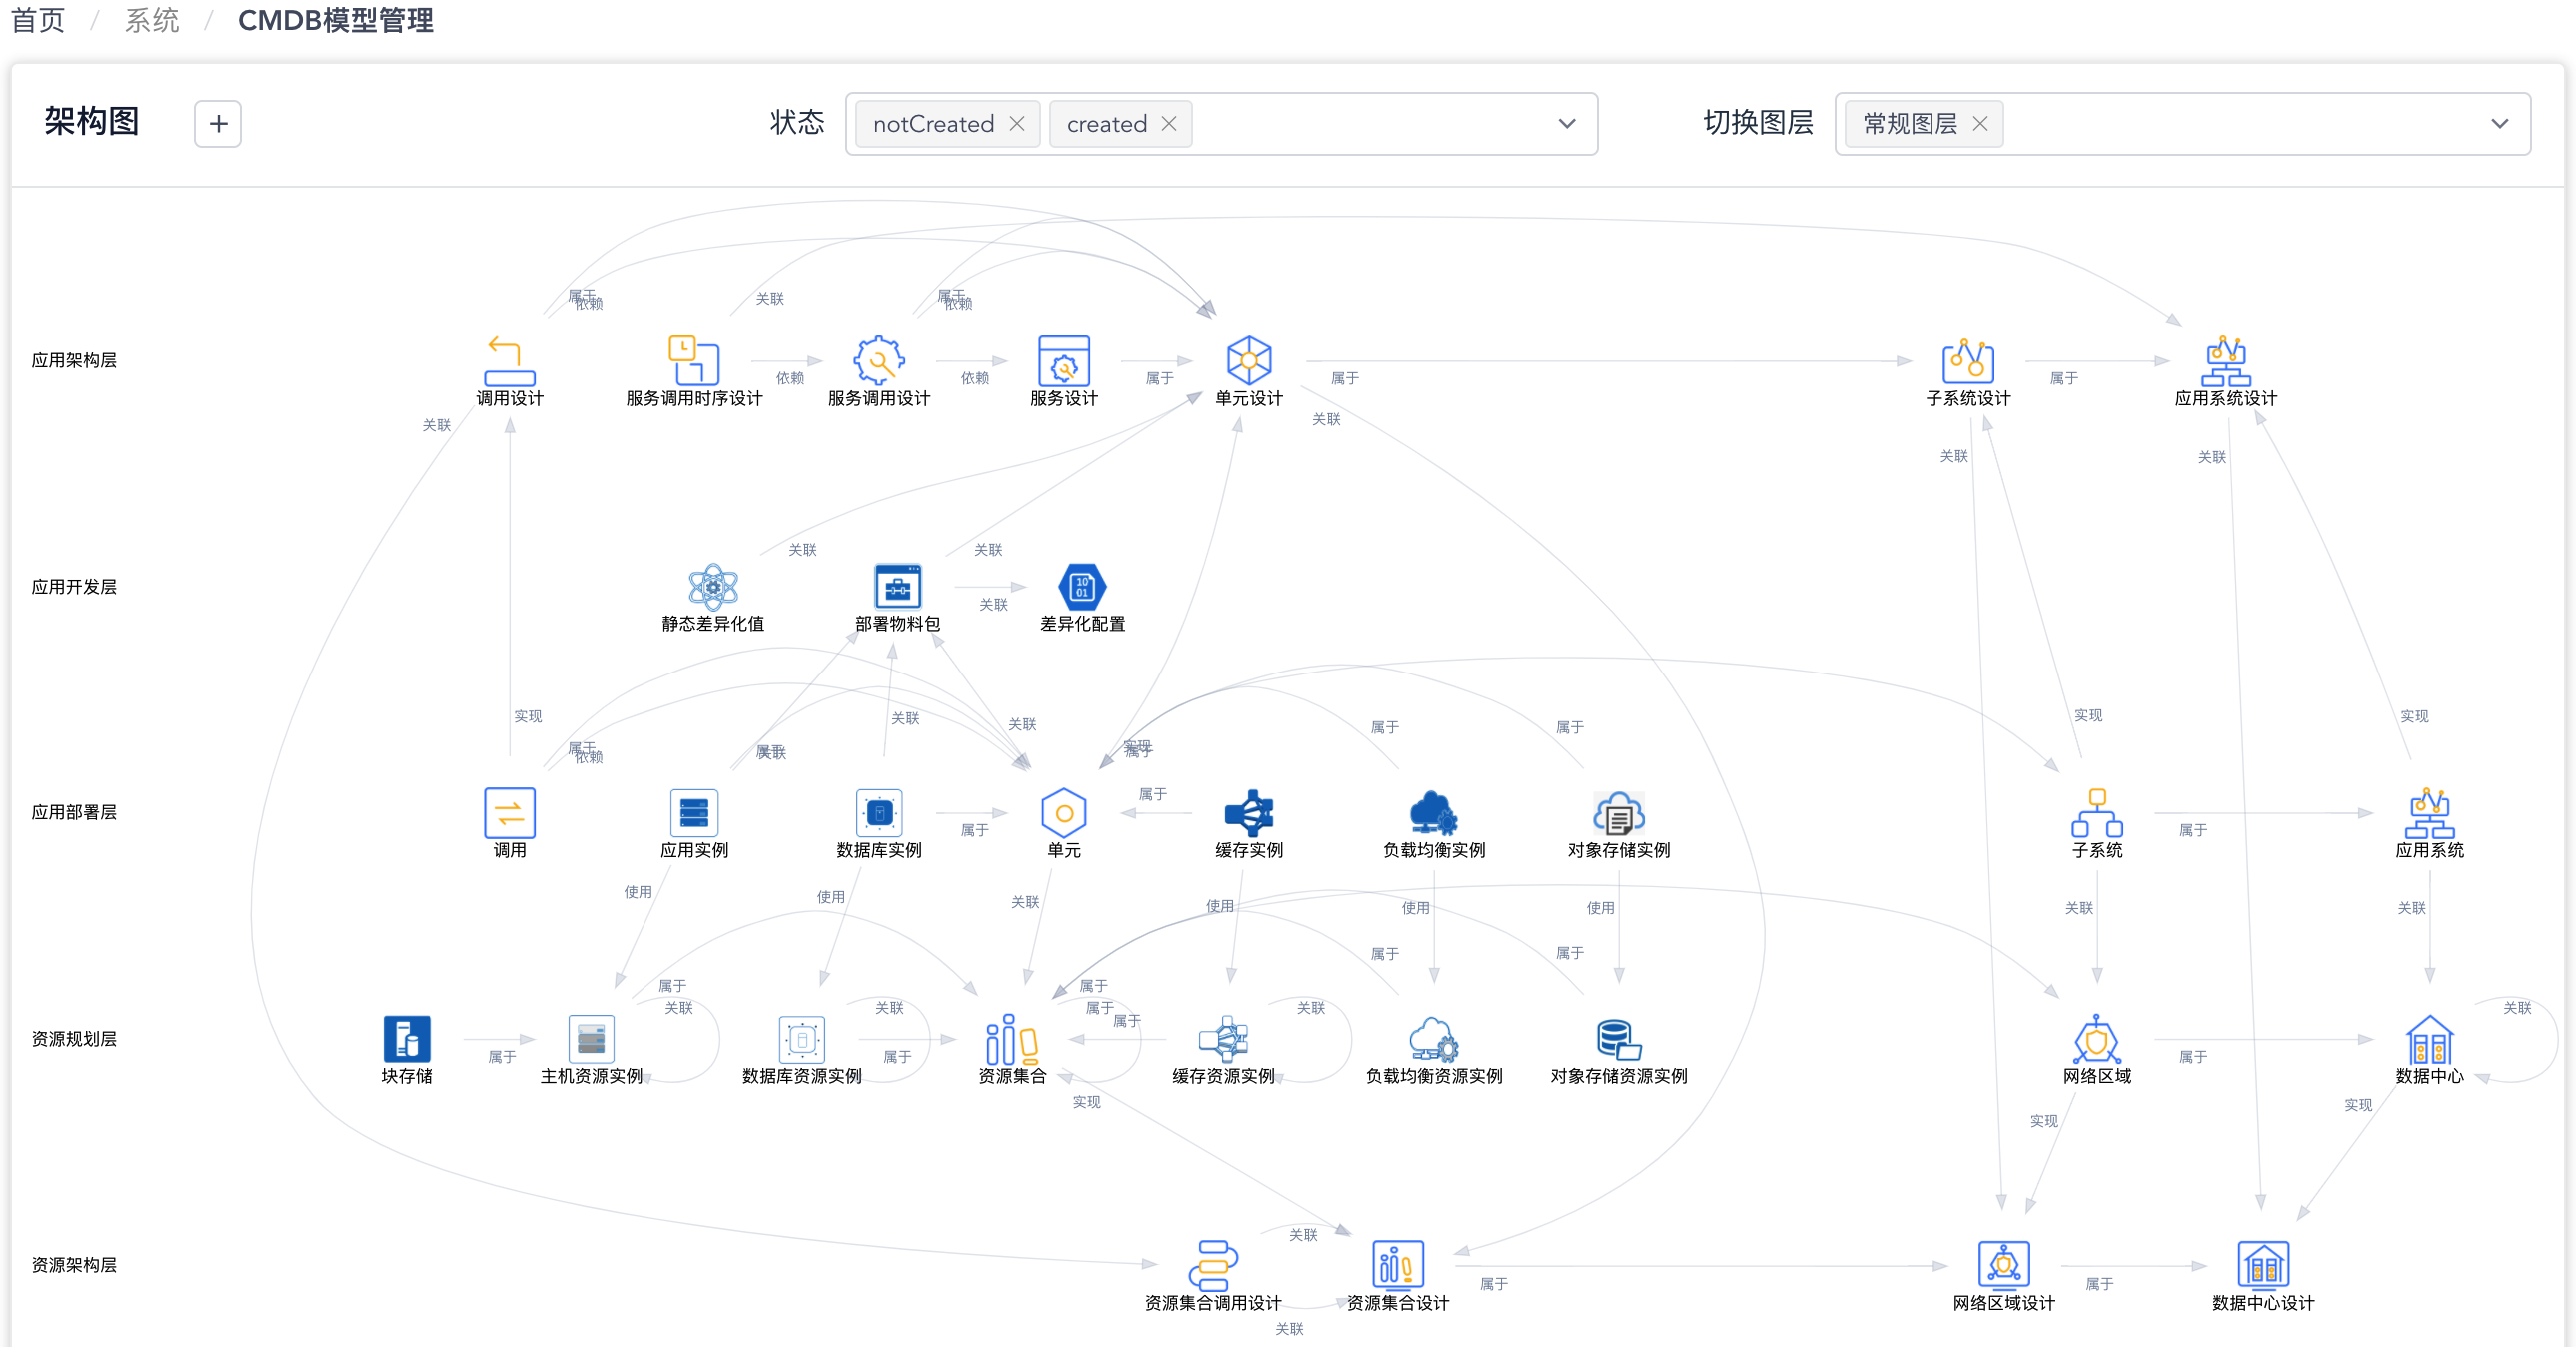 首页 / 系统 / CMDB模型管理
架构图 + 状态 notCreated × created × 切换图层 常规图层 ×
属于 依赖 关联 属于 依赖
应用架构层
调用设计 服务调用时序设计 依赖 服务调用设计 依赖 服务设计 属于 单元设计 属于 子系统设计 属于 应用系统设计
关联 关联 关联 关联
关联 关联
应用开发层
静态差异化值 部署物料包 关联 差异化配置
实现 关联 关联 属于 属于 实现 实现
属于 依赖 属于 关联 实现 属于
应用部署层
调用 应用实例 数据库实例 属于 单元 属于 缓存实例 负载均衡实例 对象存储实例 子系统 属于 应用系统
使用 使用 关联 使用 使用 使用 关联 关联
属于 属于
属于 关联 关联 属于 属于 属于 关联 关联
资源规划层
块存储 属于 主机资源实例 数据库资源实例 属于 资源集合 缓存资源实例 负载均衡资源实例 对象存储资源实例 网络区域 属于 数据中心
实现 实现 实现
关联
资源架构层
资源集合调用设计 资源集合设计 属于 网络区域设计 属于 数据中心设计
关联